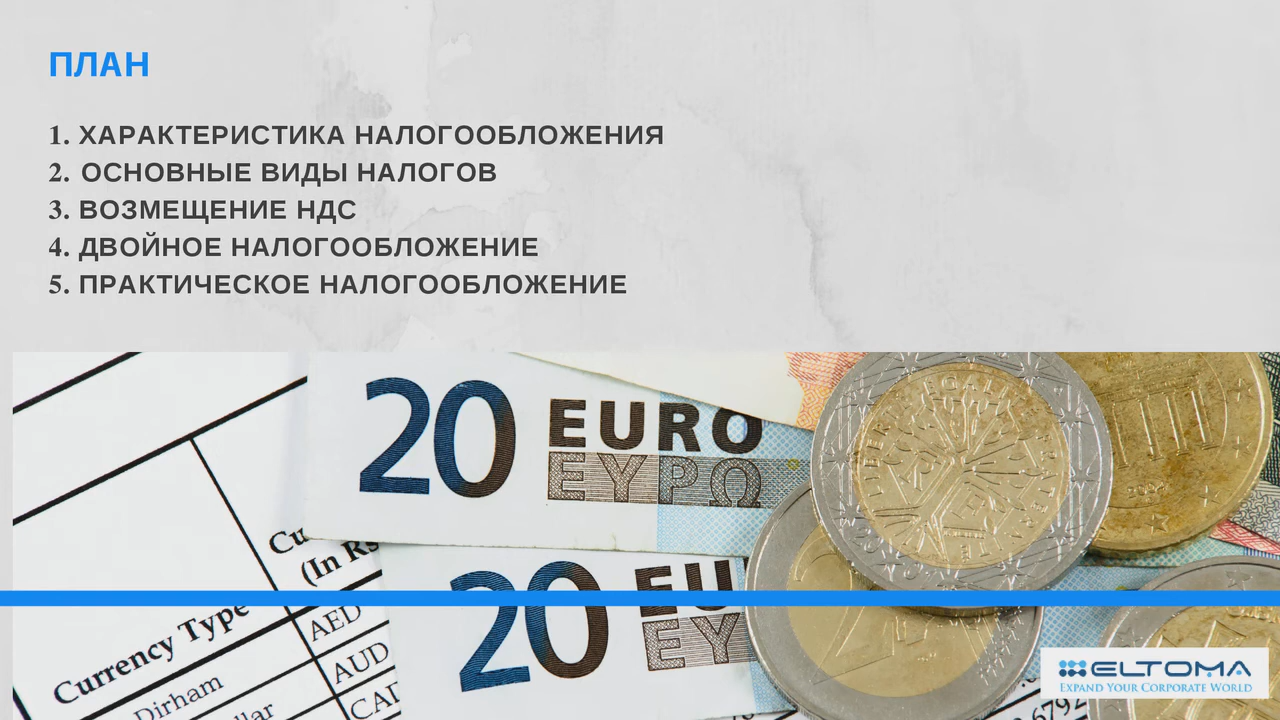 ПЛАН
1. ХАРАКТЕРИСТИКА НАЛОГООБЛОЖЕНИЯ
2. ОСНОВНЫЕ ВИДЫ НАЛОГОВ
3. ВОЗМЕЩЕНИЕ НДС
4. ДВОЙНОЕ НАЛОГООБЛОЖЕНИЕ
5. ПРАКТИЧЕСКОЕ НАЛОГООБЛОЖЕНИЕ
20 EURO
ΕΥΡΩ
20
Currency Type
(In
AED
Dirham
AUD
ELTOMA
EXPAND YOUR CORPORATE WORLD